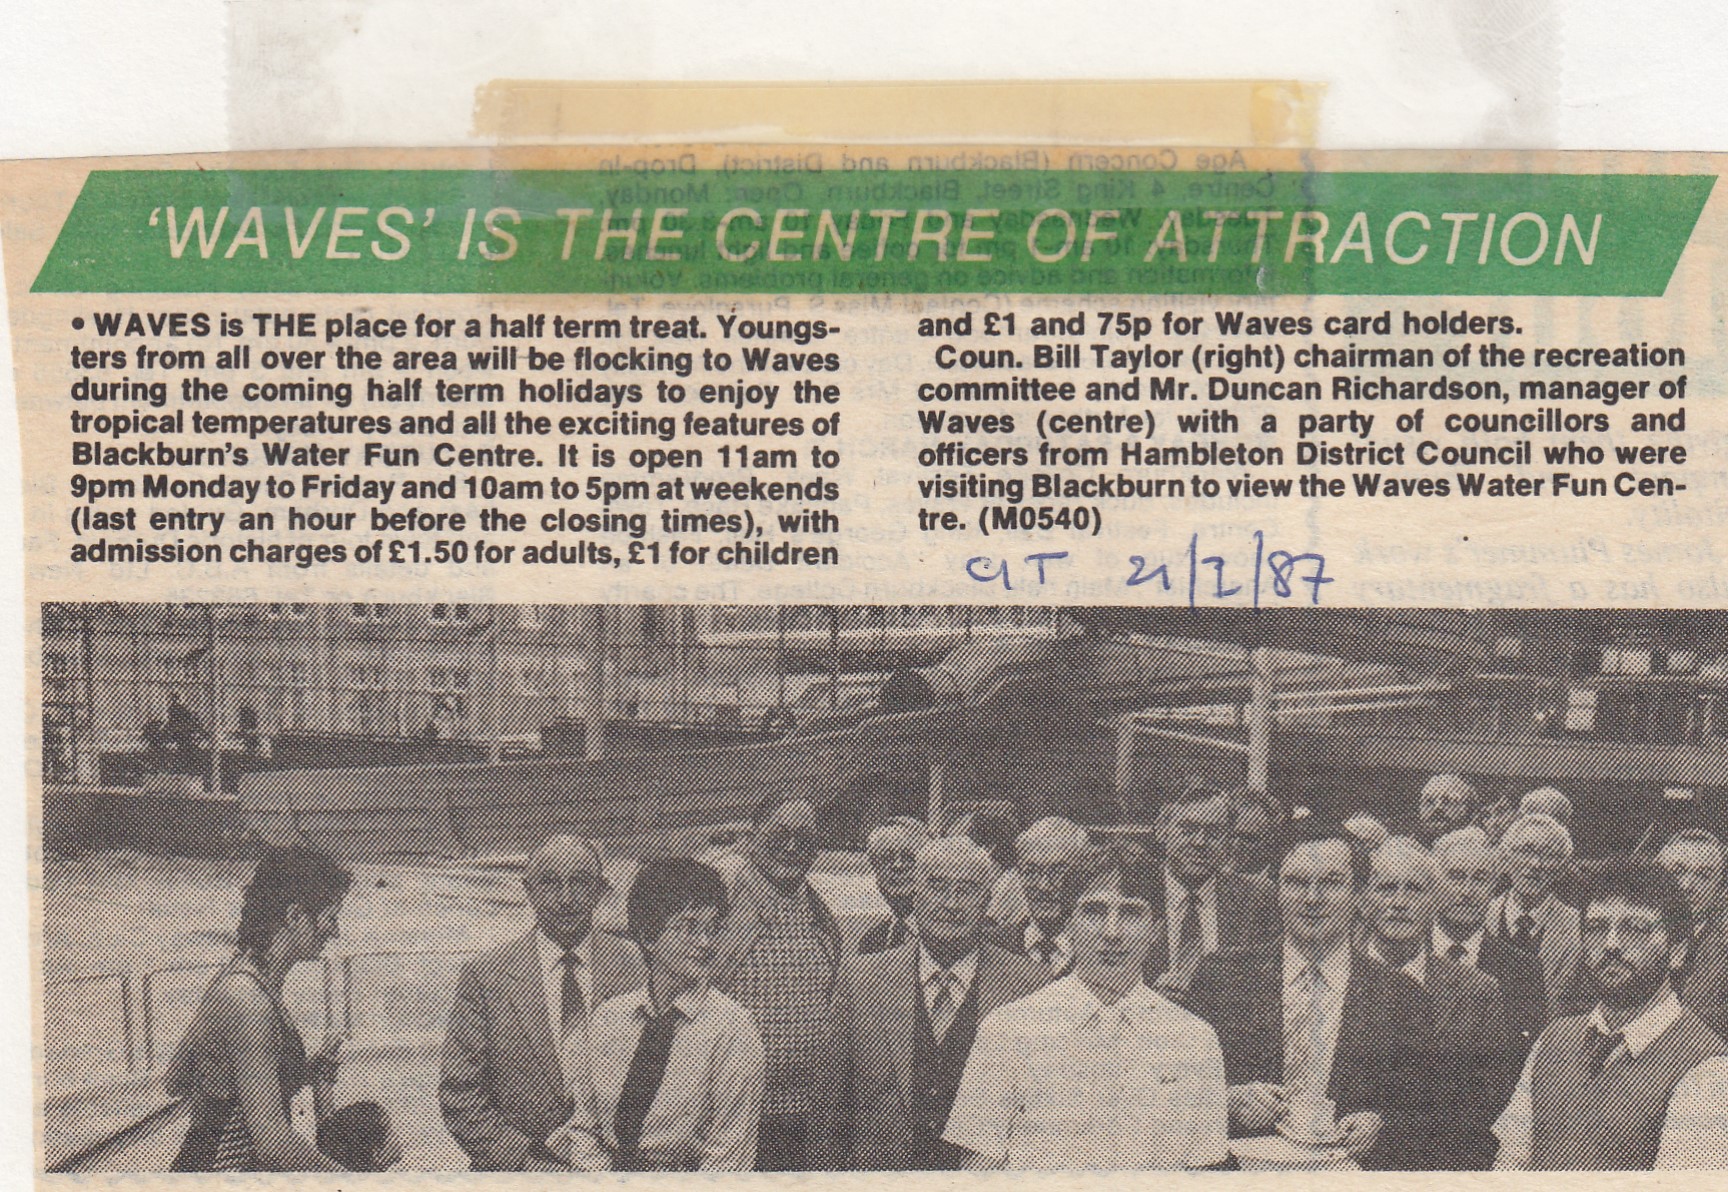 'WAVES' IS THE CENTRE OF ATTRACTION
• WAVES is THE place for a half term treat. Youngs-
ters from all over the area will be flocking to Waves
during the coming half term holidays to enjoy the
tropical temperatures and all the exciting features of
Blackburn's Water Fun Centre. It is open 11am to
9pm Monday to Friday and 10am to 5pm at weekends
(last entry an hour before the closing times), with
admission charges of £1.50 for adults, £1 for children
and £1 and 75p for Waves card holders.
Coun. Bill Taylor (right) chairman of the recreation
committee and Mr. Duncan Richardson, manager of
Waves (centre) with a party of councillors and
officers from Hambleton District Council who were
visiting Blackburn to view the Waves Water Fun Cen-
tre. (M0540)